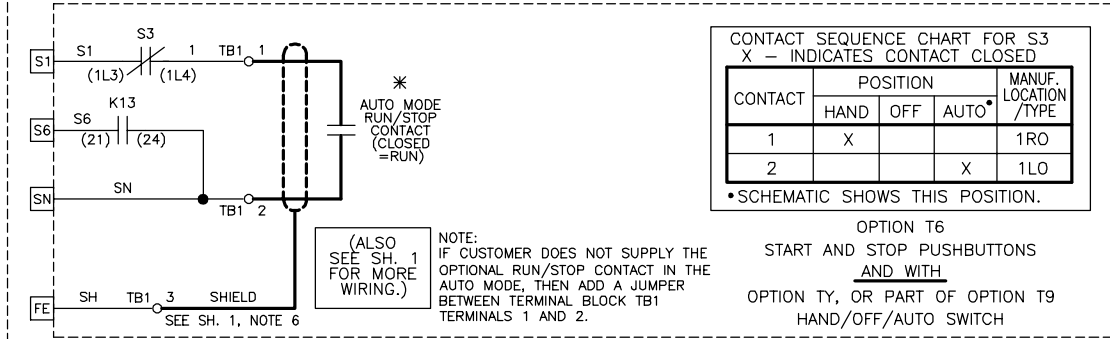 S1
S1
S3
(1L3)
(1L4)
1
TB1
1
✳
AUTO MODE
RUN/STOP
CONTACT
(CLOSED
=RUN)
S6
S6
K13
(21)
(24)
SN
SN
TB1
2
FE
SH
TB1
3
SHIELD
SEE SH. 1, NOTE 6
(ALSO
SEE SH. 1
FOR MORE
WIRING.)
NOTE:
IF CUSTOMER DOES NOT SUPPLY THE
OPTIONAL RUN/STOP CONTACT IN THE
AUTO MODE, THEN ADD A JUMPER
BETWEEN TERMINAL BLOCK TB1
TERMINALS 1 AND 2.
CONTACT SEQUENCE CHART FOR S3
X – INDICATES CONTACT CLOSED
CONTACT
POSITION
HAND OFF AUTO•
MANUF.
LOCATION
/TYPE
1 X 1RO
2 X 1LO
•SCHEMATIC SHOWS THIS POSITION.
OPTION T6
START AND STOP PUSHBUTTONS
AND WITH
OPTION TY, OR PART OF OPTION T9
HAND/OFF/AUTO SWITCH